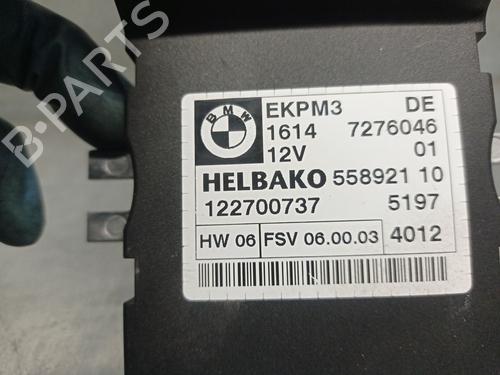 B-PARTS
BMW
EKPM3 DE
1614 7276046
12V 01
HELBAKO 558921 10
122700737 5197
HW 06 FSV 06.00.03 4012